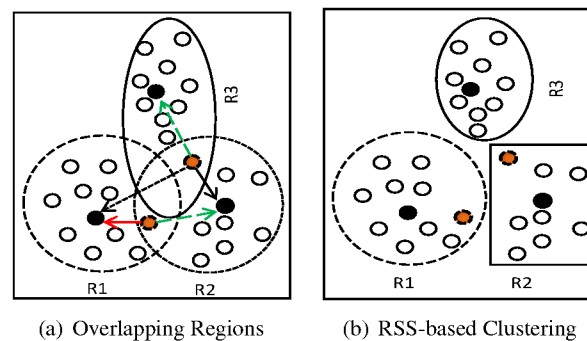 R3
R1
R2
R3
R1
R2
(a) Overlapping Regions
(b) RSS-based Clustering